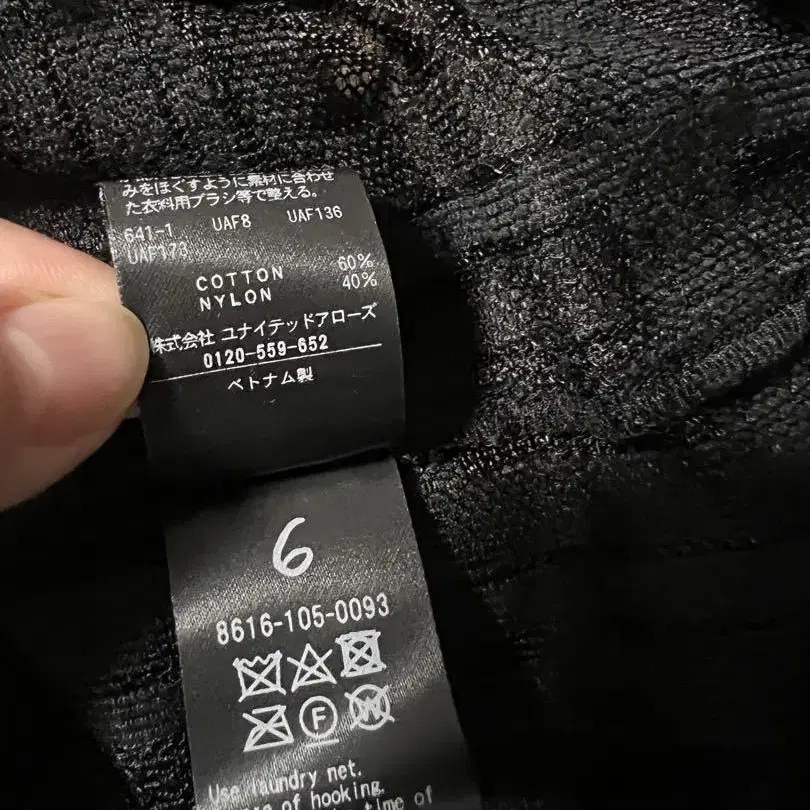 みをほぐすように素材に合わせ
た衣料用ブラシ等で整える。
641-1 UAF8 UAF136
UAF173
COTTON 60%
NYLON 40%
株式会社 ユナイテッドアローズ
0120-559-652
ベトナム製
6
8616-105-0093
F
W
Use laundry net.
of hooking.
time of